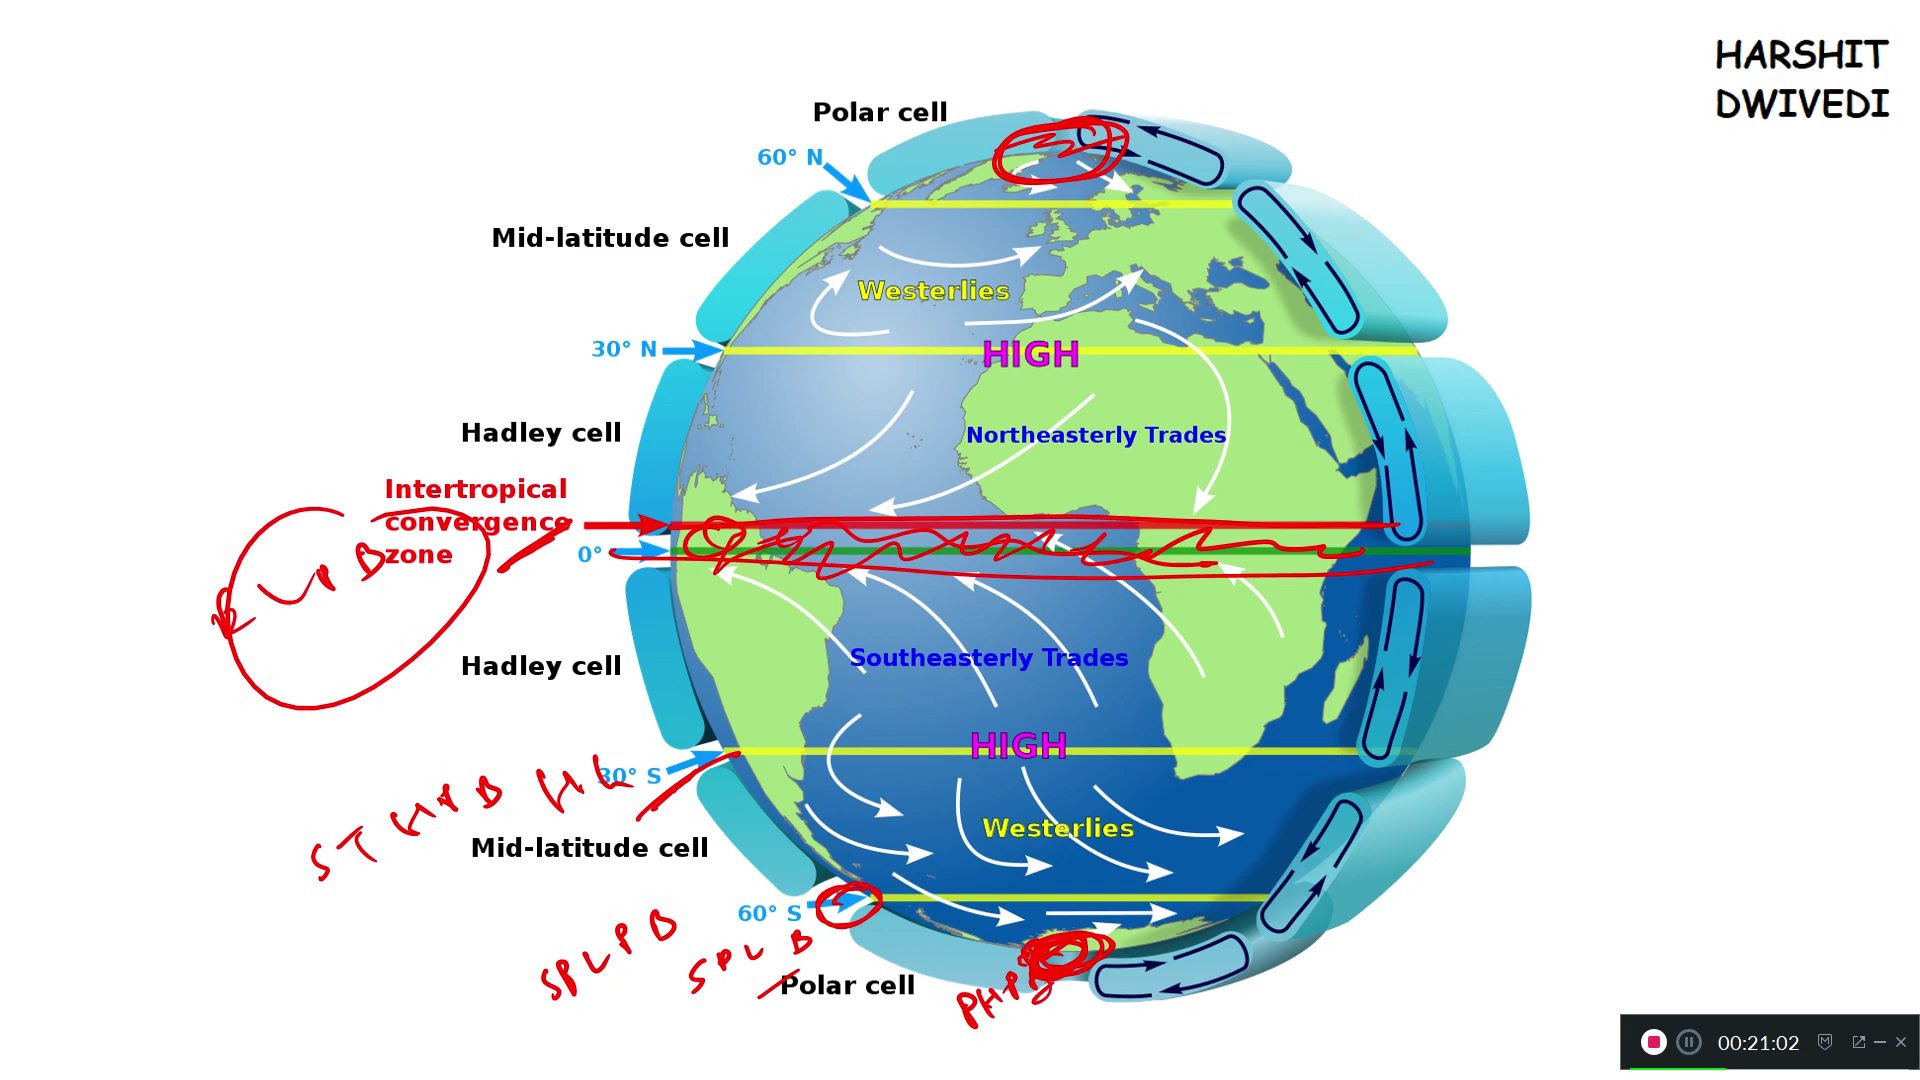 HARSHIT
DWIVEDI
Polar cell
60° N
Mid-latitude cell
Westerlies
30° N
HIGH
Hadley cell
Northeasterly Trades
Intertropical
convergence
zone
0°
LPB
Hadley cell
Southeasterly Trades
30° S
HIGH
STHPB HL
Mid-latitude cell
Westerlies
60° S
SPLPB
SPLB
Polar cell
PHPB
00:21:02